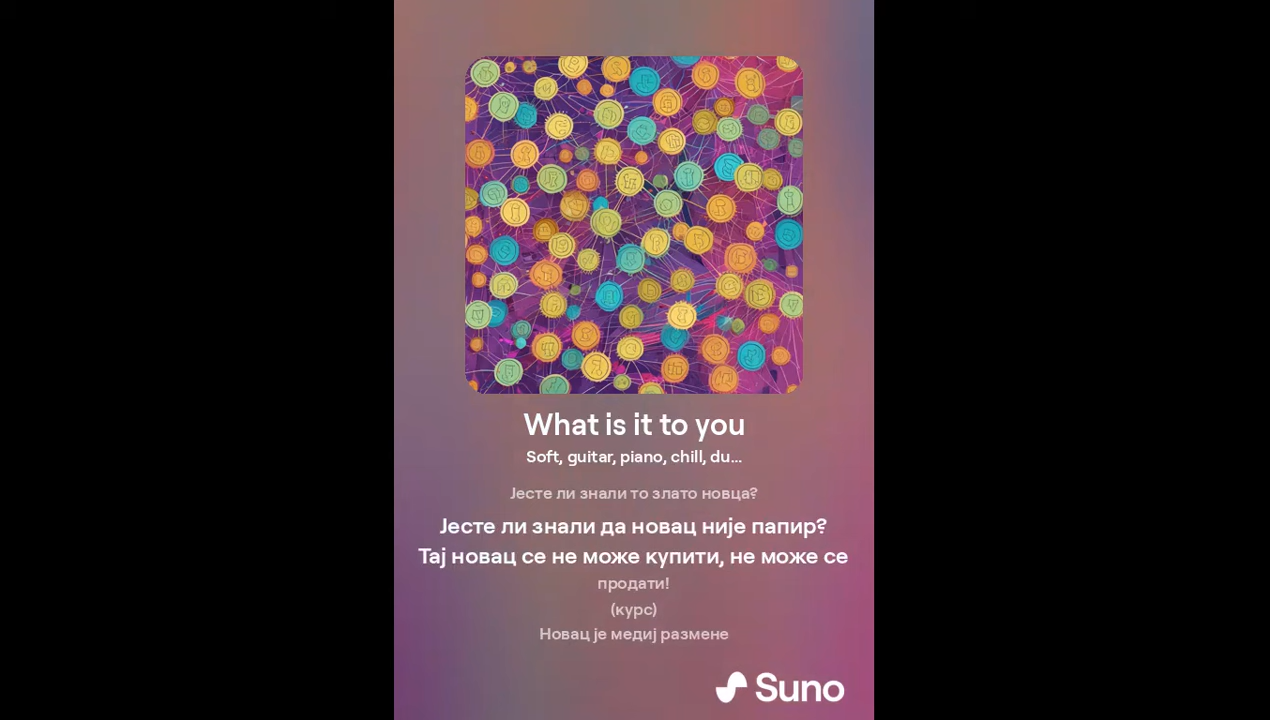 What is it to you
Soft, guitar, piano, chill, du...
Јесте ли знали то злато новца?
Јесте ли знали да новац није папир?
Тај новац се не може купити, не може се
продати!
(курс)
Новац је медиј размене
Suno